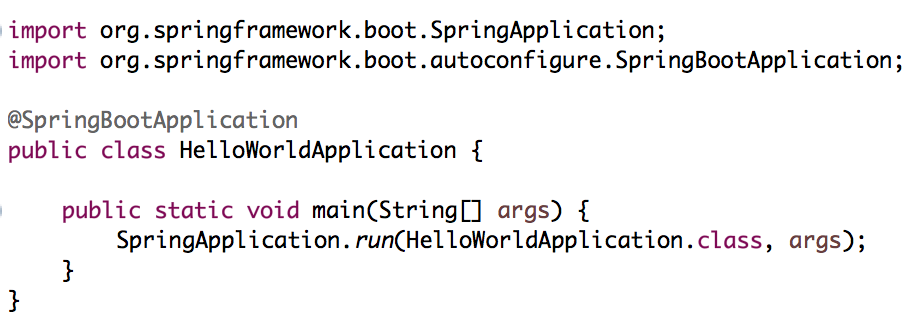 import org.springframework.boot.SpringApplication;
import org.springframework.boot.autoconfigure.SpringBootApplication;

@SpringBootApplication
public class HelloWorldApplication {

    public static void main(String[] args) {
        SpringApplication.run(HelloWorldApplication.class, args);
    }
}